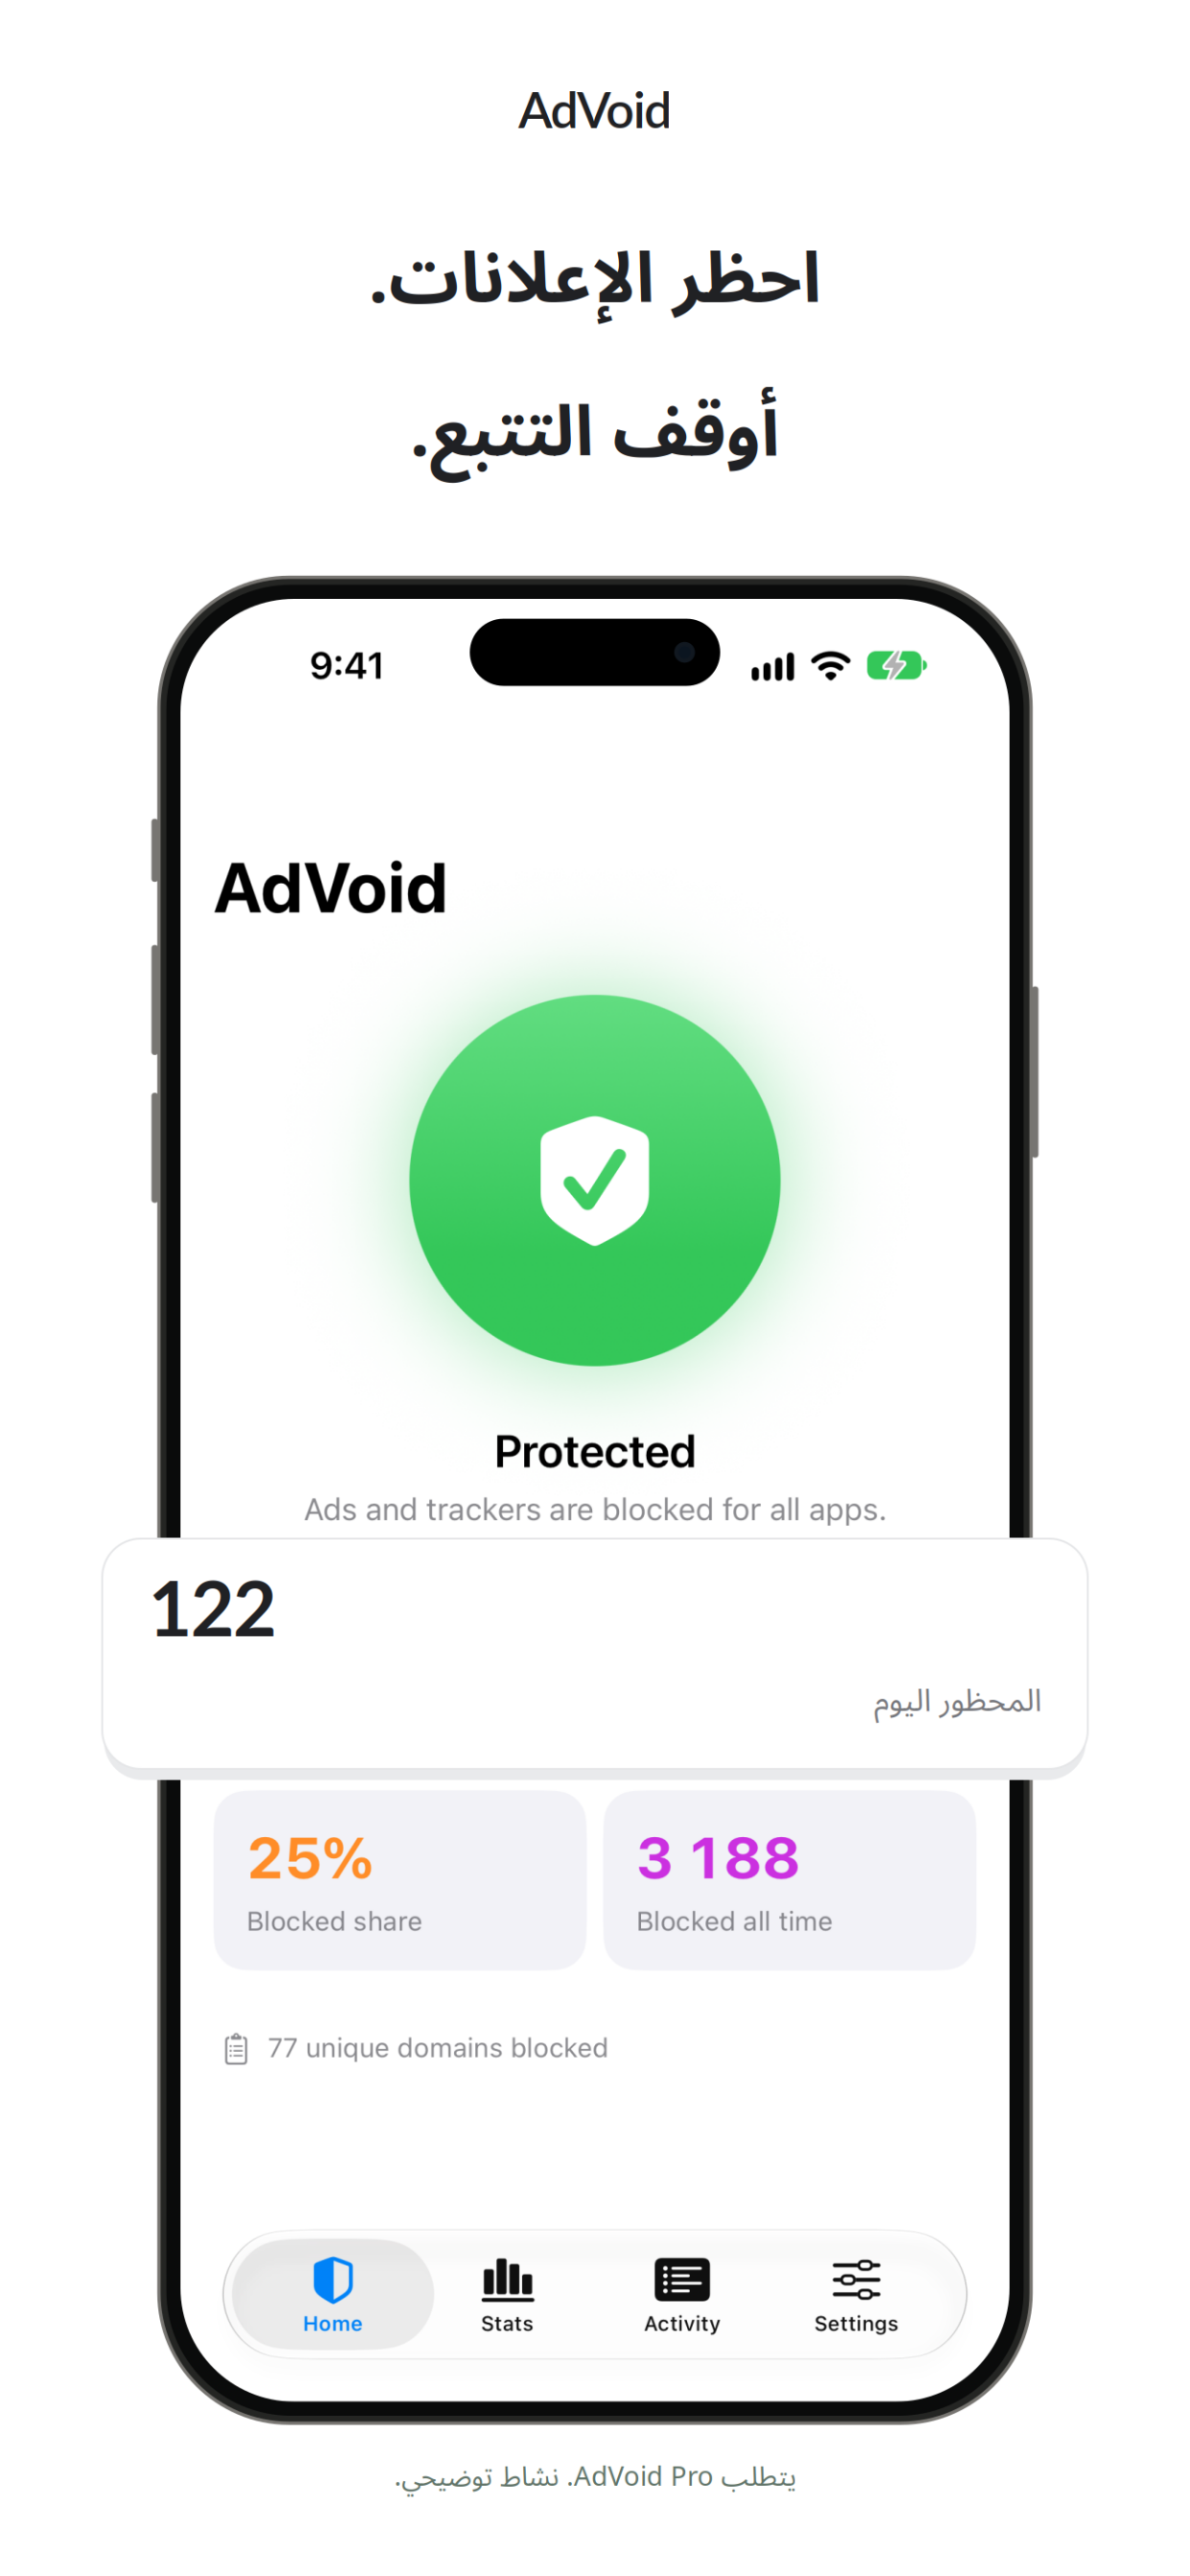 AdVoid
احظر الإعلانات.
أوقف التتبع.
9:41
AdVoid
Protected
Ads and trackers are blocked for all apps.
122
المحظور اليوم
25%
Blocked share
3 188
Blocked all time
77 unique domains blocked
Home
Stats
Activity
Settings
يتطلب AdVoid Pro. نشاط توضيحي.